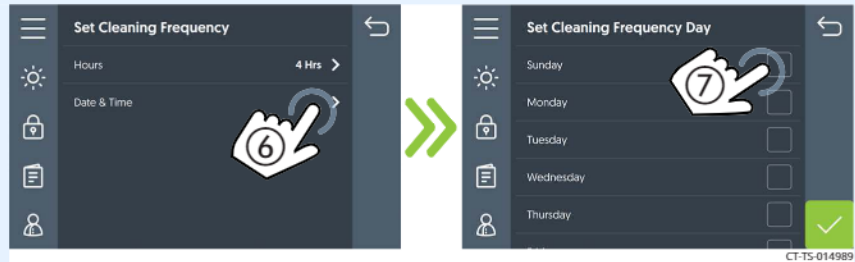 Set Cleaning Frequency
Hours 4 Hrs
Date & Time
6
Set Cleaning Frequency Day
Sunday
7
Monday
Tuesday
Wednesday
Thursday
CT-TS-014989